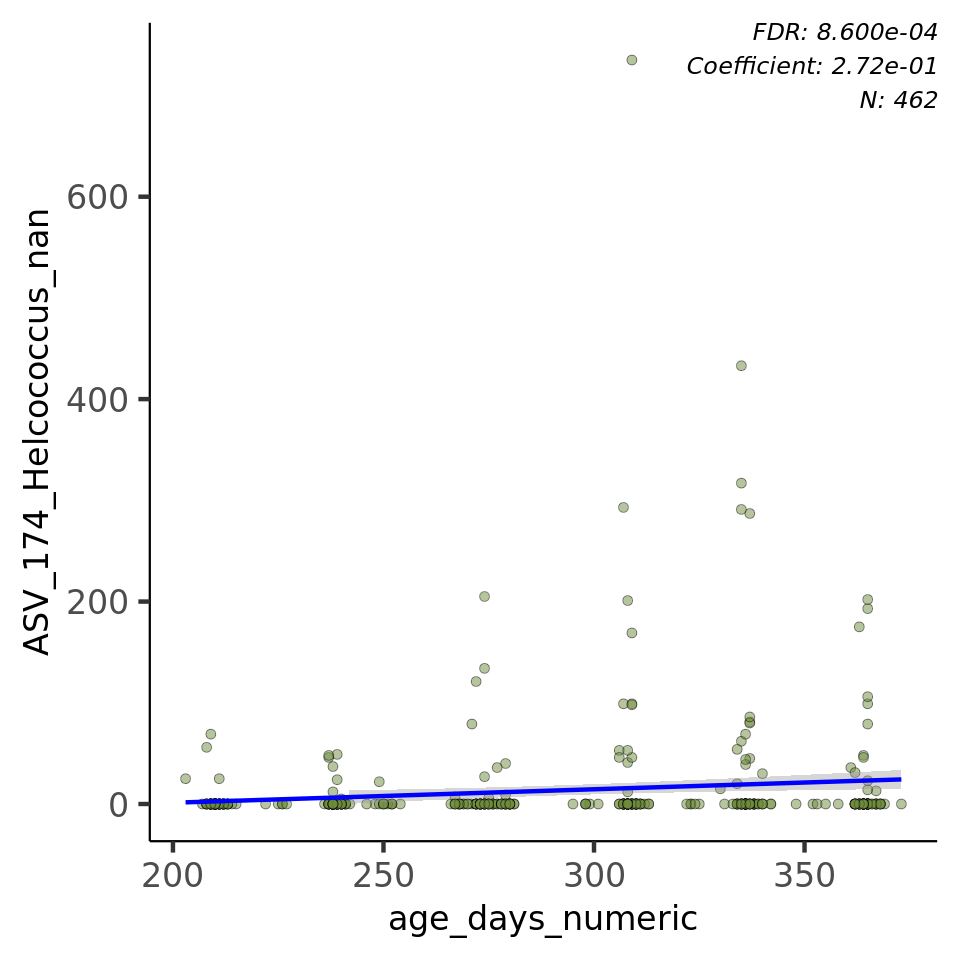 FDR: 8.600e-04
Coefficient: 2.72e-01
N: 462
600
400
200
0
ASV_174_Helcococcus_nan
200 250 300 350
age_days_numeric